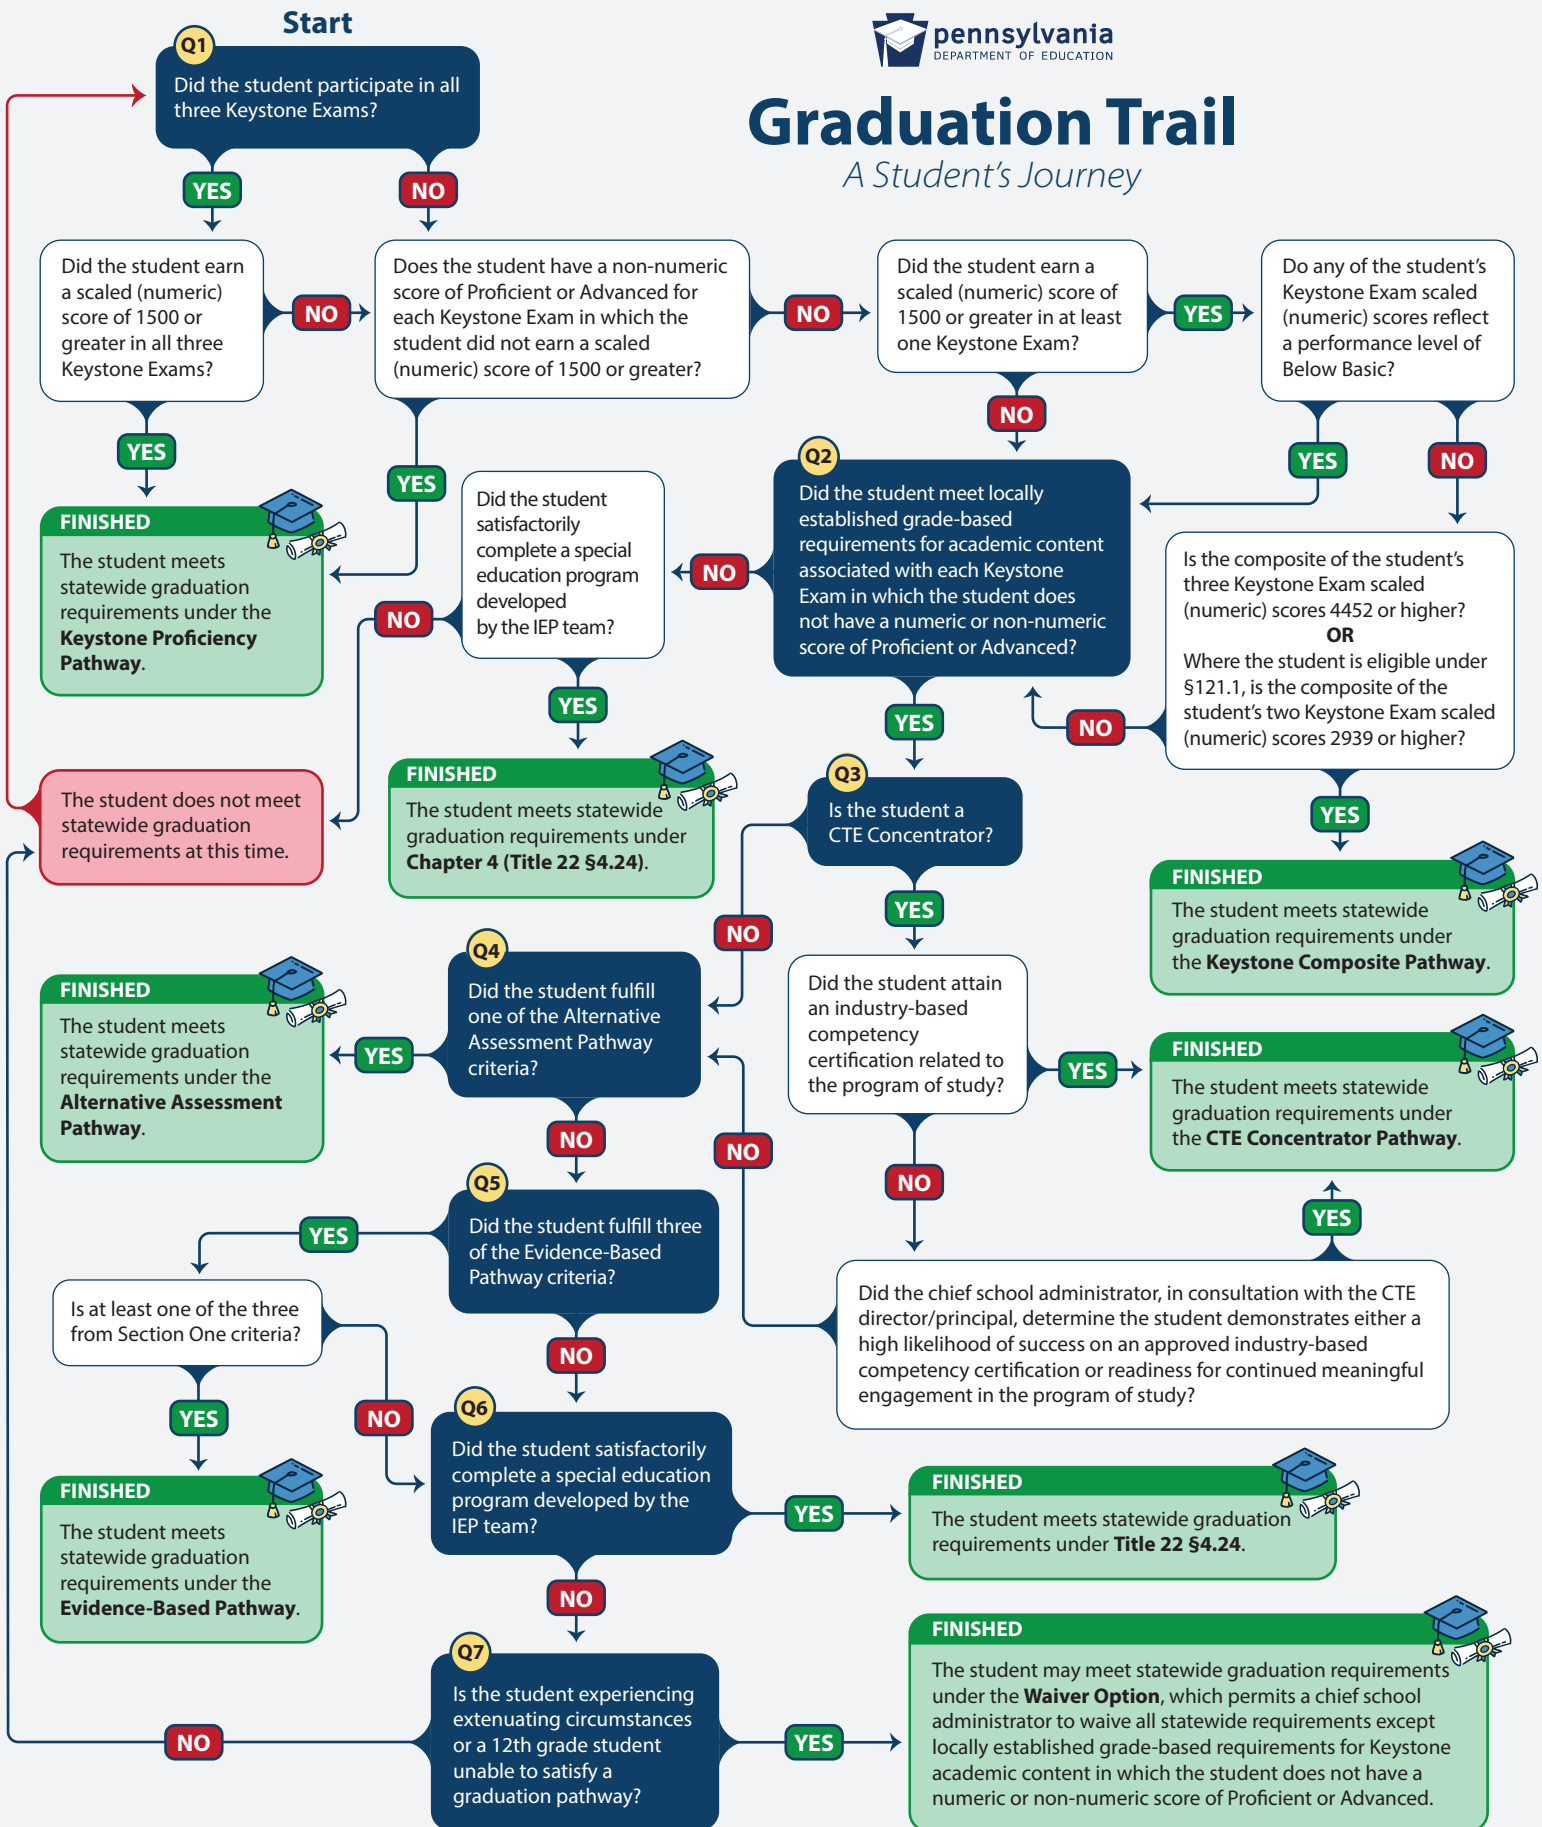 Start
pennsylvania
DEPARTMENT OF EDUCATION
Graduation Trail
A Student's Journey
Q1
Did the student participate in all
three Keystone Exams?
YES
NO
Did the student earn
a scaled (numeric)
score of 1500 or
greater in all three
Keystone Exams?
NO
Does the student have a non-numeric
score of Proficient or Advanced for
each Keystone Exam in which the
student did not earn a scaled
(numeric) score of 1500 or greater?
NO
Did the student earn a
scaled (numeric) score of
1500 or greater in at least
one Keystone Exam?
YES
Do any of the student's
Keystone Exam scaled
(numeric) scores reflect
a performance level of
Below Basic?
YES
YES
NO
YES
NO
FINISHED
The student meets
statewide graduation
requirements under the
Keystone Proficiency
Pathway.
Did the student
satisfactorily
complete a special
education program
developed
by the IEP team?
NO
YES
NO
Q2
Did the student meet locally
established grade-based
requirements for academic content
associated with each Keystone
Exam in which the student does
not have a numeric or non-numeric
score of Proficient or Advanced?
YES
Is the composite of the student's
three Keystone Exam scaled
(numeric) scores 4452 or higher?
OR
Where the student is eligible under
§121.1, is the composite of the
student's two Keystone Exam scaled
(numeric) scores 2939 or higher?
NO
YES
The student does not meet
statewide graduation
requirements at this time.
FINISHED
The student meets statewide
graduation requirements under
Chapter 4 (Title 22 §4.24).
Q3
Is the student a
CTE Concentrator?
NO
YES
FINISHED
The student meets statewide
graduation requirements under
the Keystone Composite Pathway.
FINISHED
The student meets
statewide graduation
requirements under the
Alternative Assessment
Pathway.
YES
Q4
Did the student fulfill
one of the Alternative
Assessment Pathway
criteria?
NO
Did the student attain
an industry-based
competency
certification related to
the program of study?
YES
NO
FINISHED
The student meets statewide
graduation requirements under
the CTE Concentrator Pathway.
NO
YES
Q5
Did the student fulfill three
of the Evidence-Based
Pathway criteria?
YES
NO
Is at least one of the three
from Section One criteria?
YES
NO
Did the chief school administrator, in consultation with the CTE
director/principal, determine the student demonstrates either a
high likelihood of success on an approved industry-based
competency certification or readiness for continued meaningful
engagement in the program of study?
FINISHED
The student meets
statewide graduation
requirements under the
Evidence-Based Pathway.
Q6
Did the student satisfactorily
complete a special education
program developed by the
IEP team?
YES
NO
FINISHED
The student meets statewide graduation
requirements under Title 22 §4.24.
Q7
Is the student experiencing
extenuating circumstances
or a 12th grade student
unable to satisfy a
graduation pathway?
NO
YES
FINISHED
The student may meet statewide graduation requirements
under the Waiver Option, which permits a chief school
administrator to waive all statewide requirements except
locally established grade-based requirements for Keystone
academic content in which the student does not have a
numeric or non-numeric score of Proficient or Advanced.